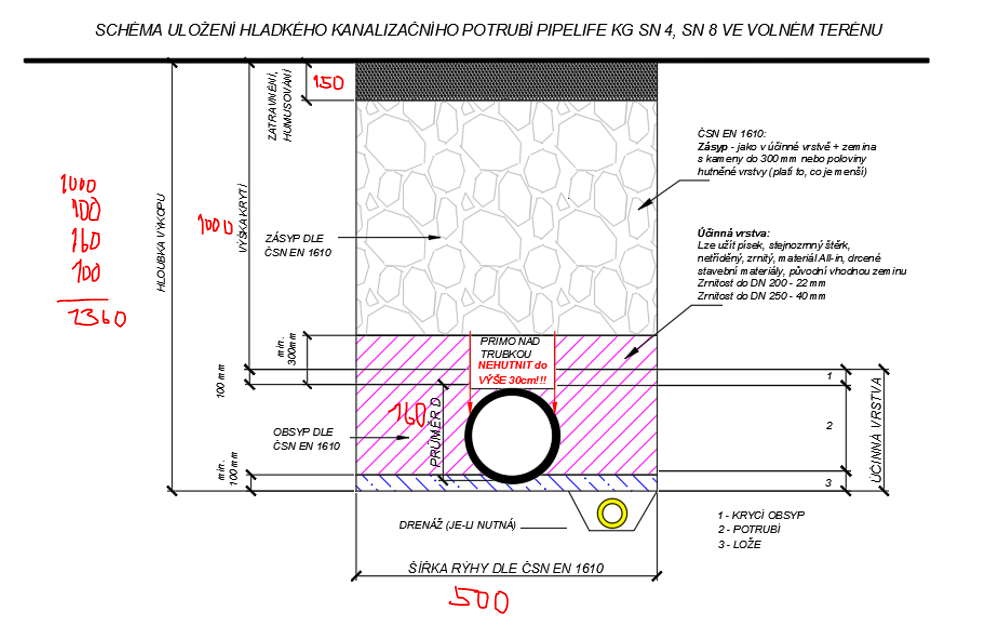 SCHÉMA ULOŽENÍ HLADKÉHO KANALIZAČNÍHO POTRUBÍ PIPELIFE KG SN 4, SN 8 VE VOLNÉM TERÉNU
ZATRAVNĚNÍ,
HUMUSOVÁNÍ
150
ČSN EN 1610:
Zásyp - jako v účinné vrstvě + zemina
s kameny do 300 mm nebo poloviny
hutněné vrstvy (platí to, co je menší)
1000
100
160
100
1360
HLOUBKA VÝKOPU
1000
VÝŠKA KRYTÍ
ZÁSYP DLE
ČSN EN 1610
Účinná vrstva:
Lze užít písek, stejnozrnný štěrk,
netříděný, zrnitý, materiál All-in, drcené
stavební materiály, původní vhodnou zeminu
Zrnitost do DN 200 - 22 mm
Zrnitost do DN 250 - 40 mm
min.
300mm
PRIMO NAD
TRUBKOU
NEHUTNIT do
VÝŠE 30cm!!!
100 mm
160
PRŮMĚR D
OBSYP DLE
ČSN EN 1610
min.
100 mm
1
2
3
ÚČINNÁ VRSTVA
DRENÁŽ (JE-LI NUTNÁ)
1 - KRYCÍ OBSYP
2 - POTRUBÍ
3 - LOŽE
ŠÍŘKA RÝHY DLE ČSN EN 1610
500